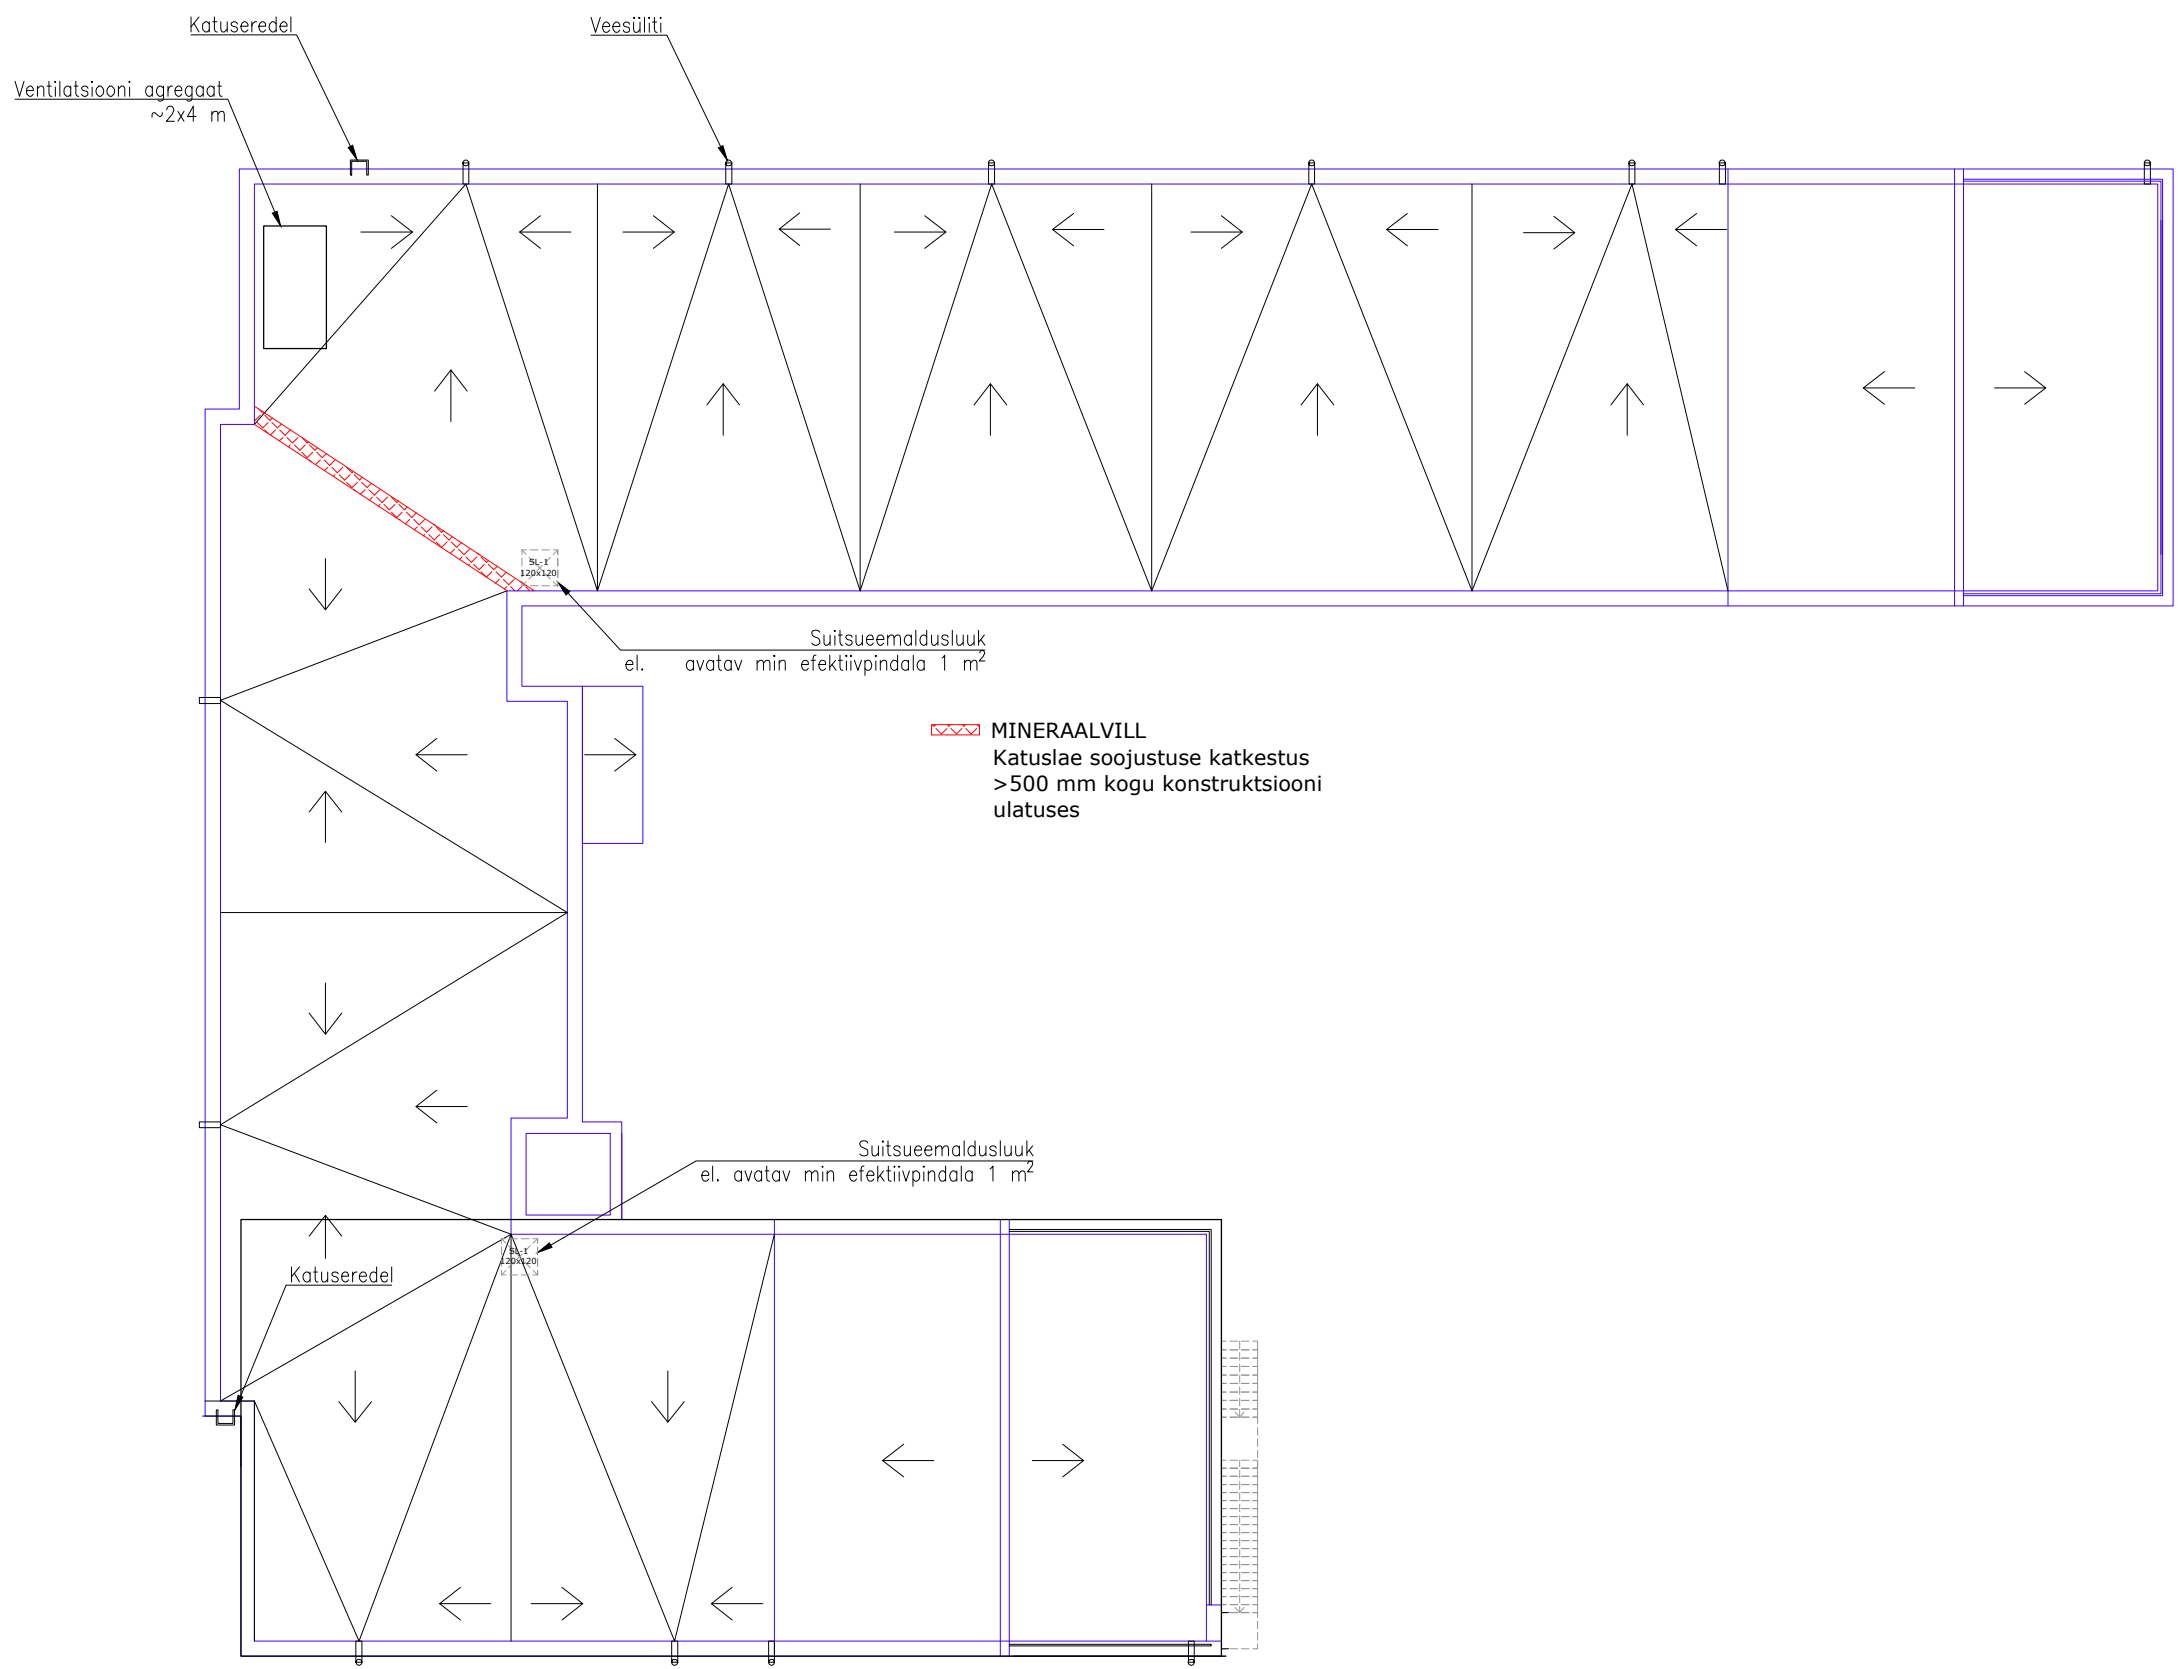 Katuseredel
Veesüliti
Ventilatsiooni agregaat
~2x4 m
SL-1
120x120
Suitsueemaldusluuk
el. avatav min efektiivpindala 1 m²
MINERAALVILL
Katuslae soojustuse katkestus
>500 mm kogu konstruktsiooni
ulatuses
Suitsueemaldusluuk
el. avatav min efektiivpindala 1 m²
SL-1
120x120
Katuseredel